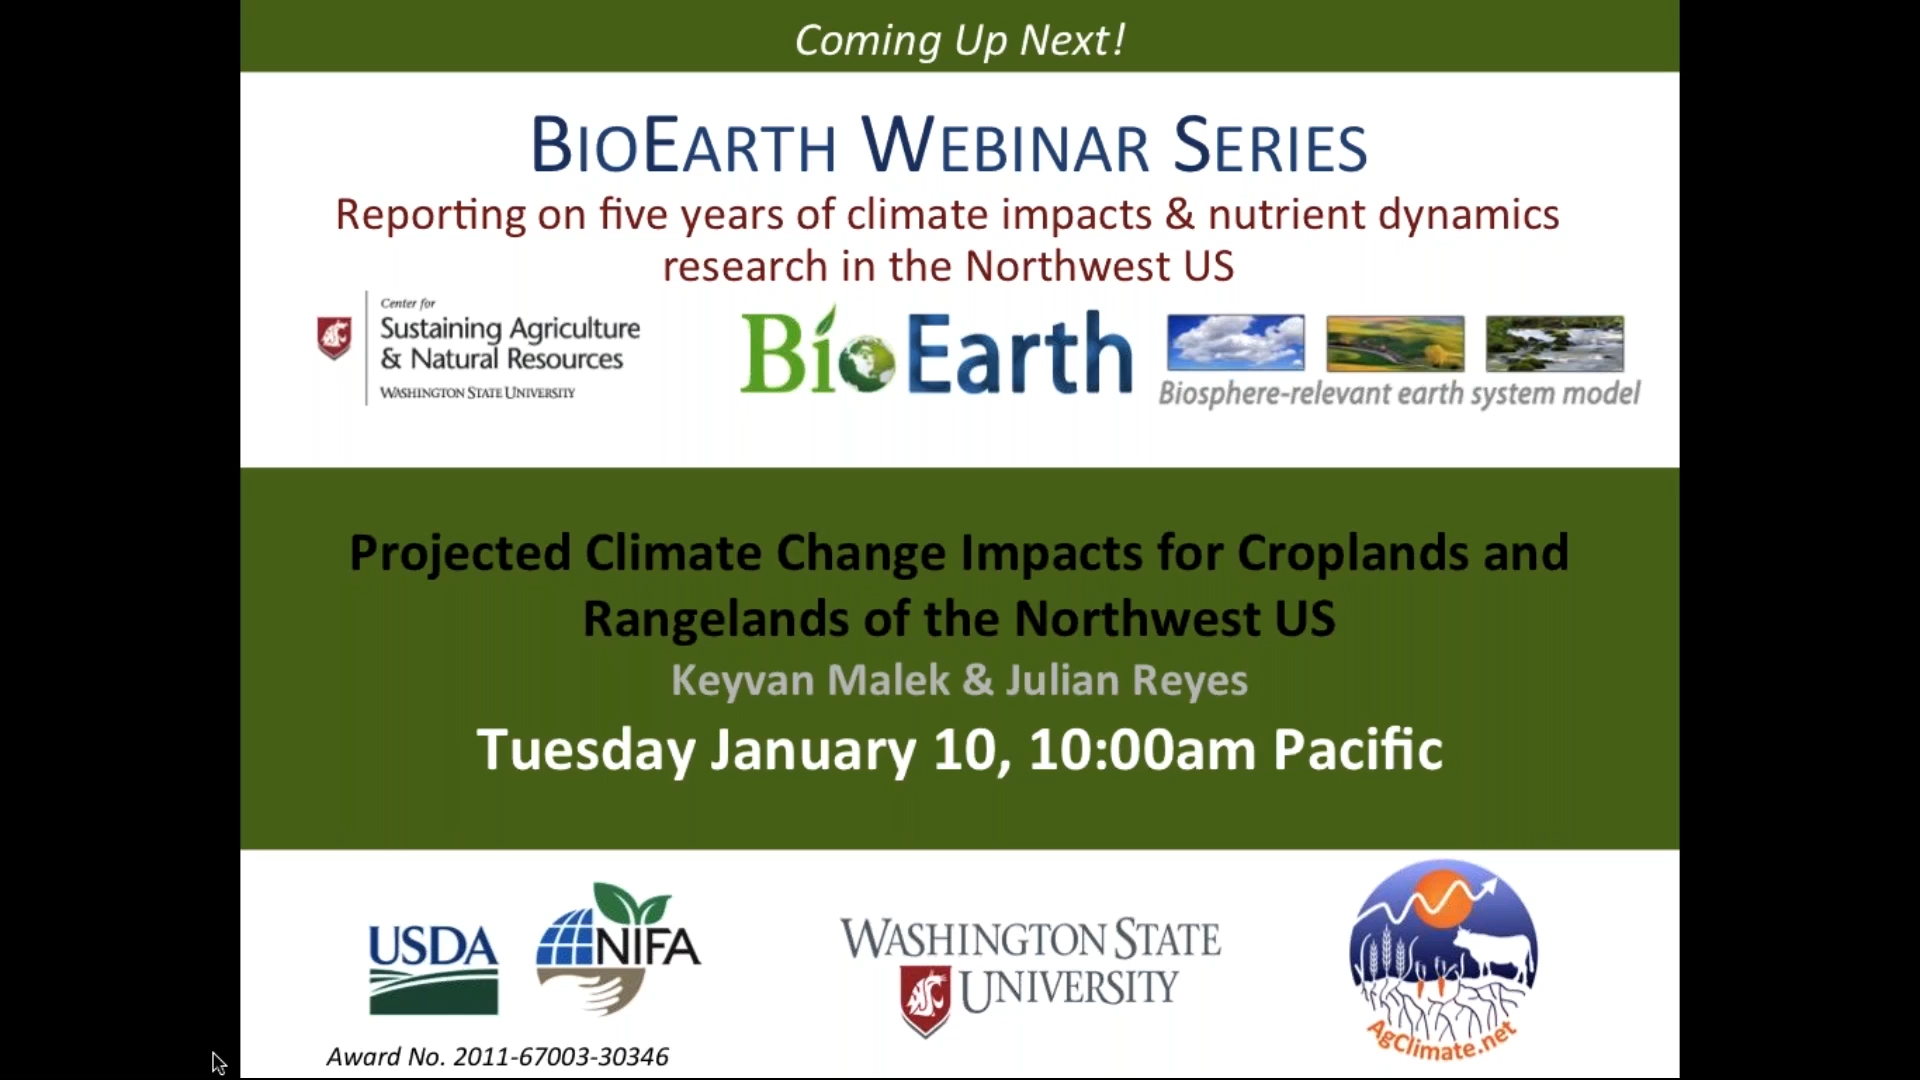 Coming Up Next!
BIOEARTH WEBINAR SERIES
Reporting on five years of climate impacts & nutrient dynamics
research in the Northwest US
Center for
Sustaining Agriculture
& Natural Resources
WASHINGTON STATE UNIVERSITY
BioEarth
Biosphere-relevant earth system model
Projected Climate Change Impacts for Croplands and
Rangelands of the Northwest US
Keyvan Malek & Julian Reyes
Tuesday January 10, 10:00am Pacific
USDA
NIFA
WASHINGTON STATE
UNIVERSITY
AgClimate.net
Award No. 2011-67003-30346